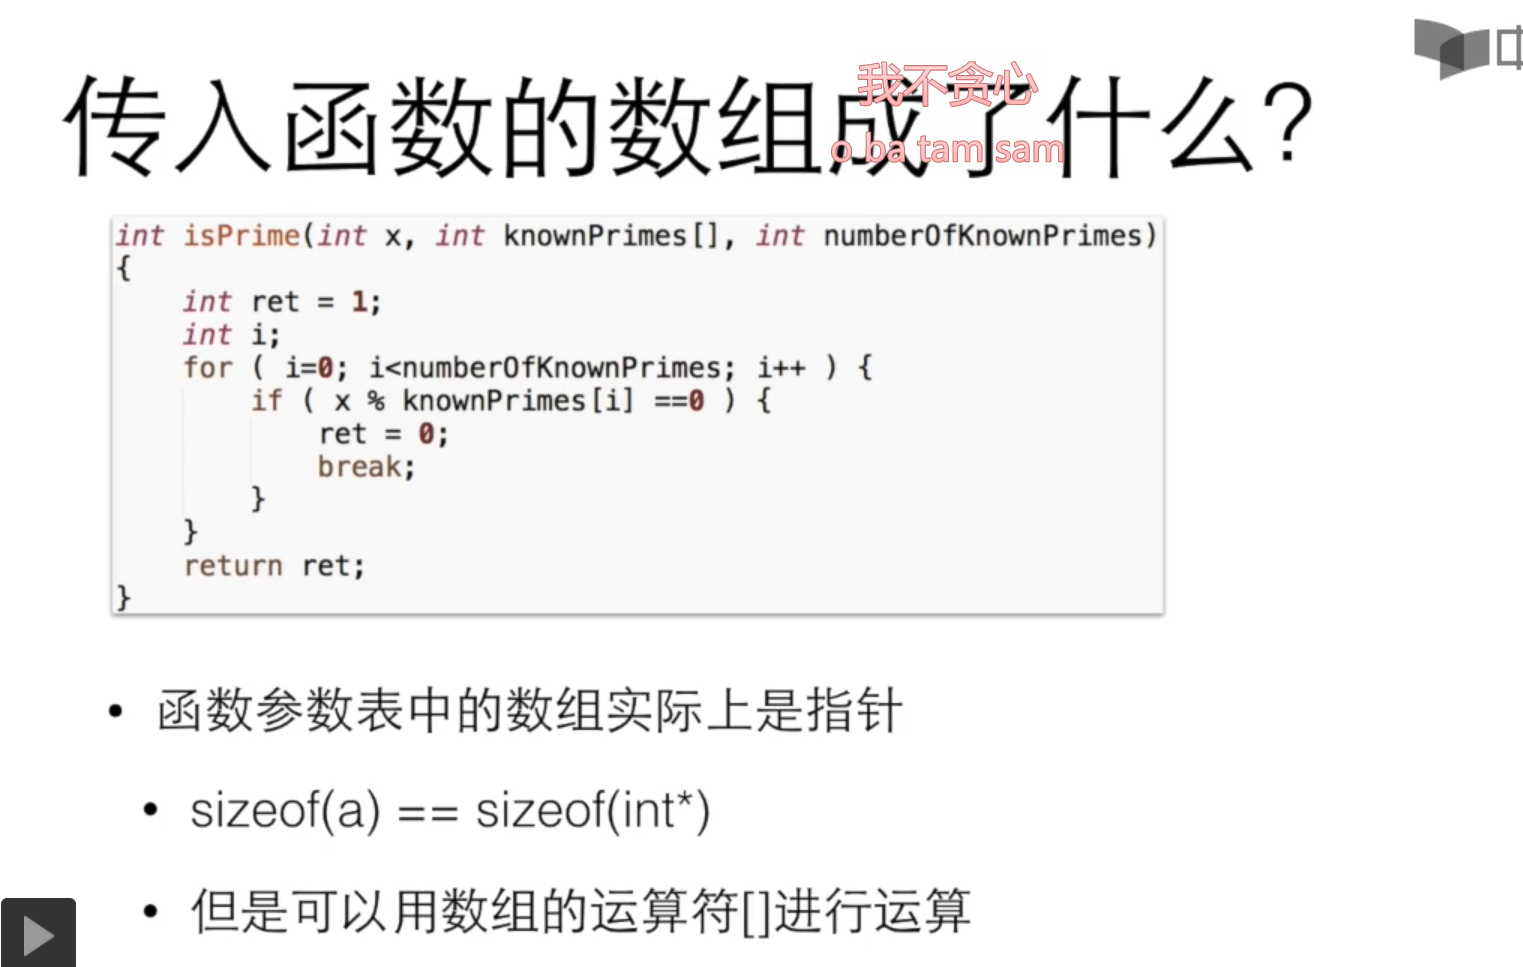 传入函数的数组成了什么?
我不贪心
o ba tam sam
int isPrime(int x, int knownPrimes[], int numberOfKnownPrimes)
{
    int ret = 1;
    int i;
    for ( i=0; i<numberOfKnownPrimes; i++ ) {
        if ( x % knownPrimes[i] ==0 ) {
            ret = 0;
            break;
        }
    }
    return ret;
}
• 函数参数表中的数组实际上是指针
• sizeof(a) == sizeof(int*)
• 但是可以用数组的运算符[]进行运算